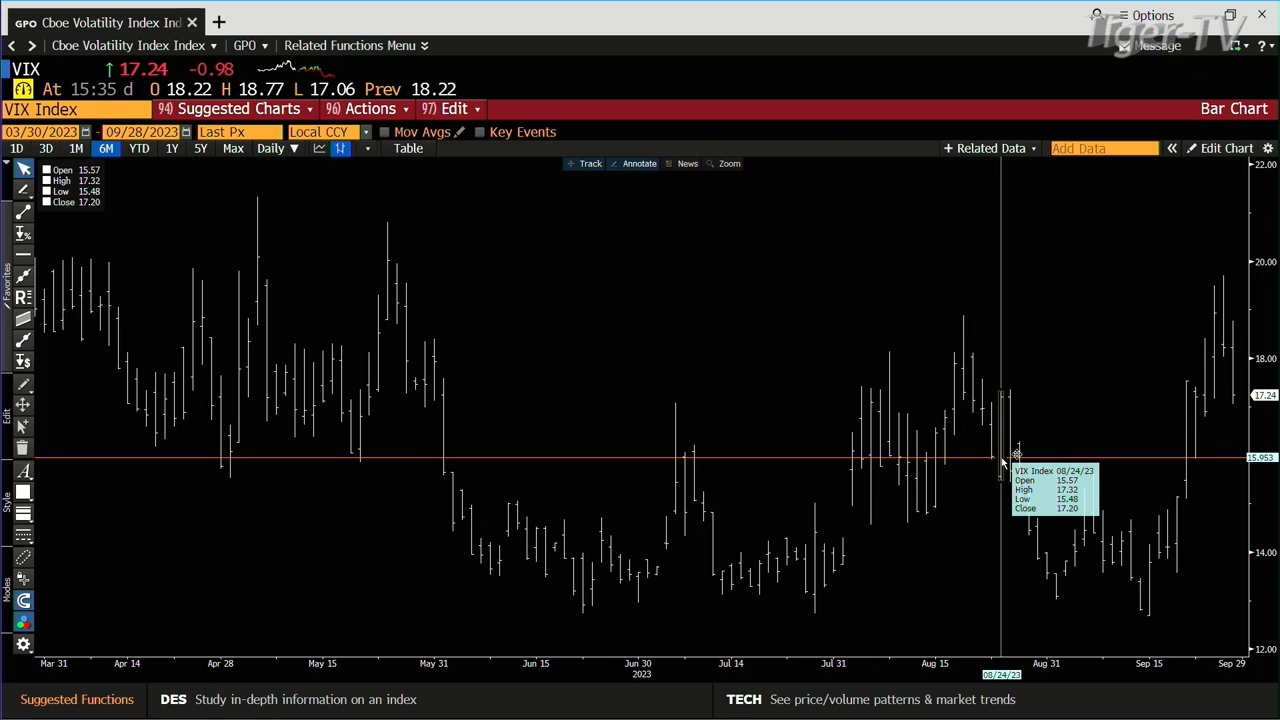 GPO Cboe Volatility Index Ind
Options
Tiger-TV
Cboe Volatility Index Index GPO Related Functions Menu Message ?
VIX 17.24 -0.98
At 15:35 d O 18.22 H 18.77 L 17.06 Prev 18.22
VIX Index 94) Suggested Charts 96) Actions 97) Edit Bar Chart
03/30/2023 - 09/28/2023 Last Px Local CCY Mov Avgs Key Events
1D 3D 1M 6M YTD 1Y 5Y Max Daily Table + Related Data Add Data Edit Chart
Track Annotate News Zoom
Open 15.57
High 17.32
Low 15.48
Close 17.20
22.00
20.00
18.00
17.24
15.953
14.00
12.00
Favorites
Edit
Style
Modes
VIX Index 08/24/23
Open 15.57
High 17.32
Low 15.48
Close 17.20
Mar 31 Apr 14 Apr 28 May 15 May 31 Jun 15 Jun 30 Jul 14 Jul 31 Aug 15 Aug 31 Sep 15 Sep 29
2023 08/24/23
Suggested Functions DES Study in-depth information on an index TECH See price/volume patterns & market trends